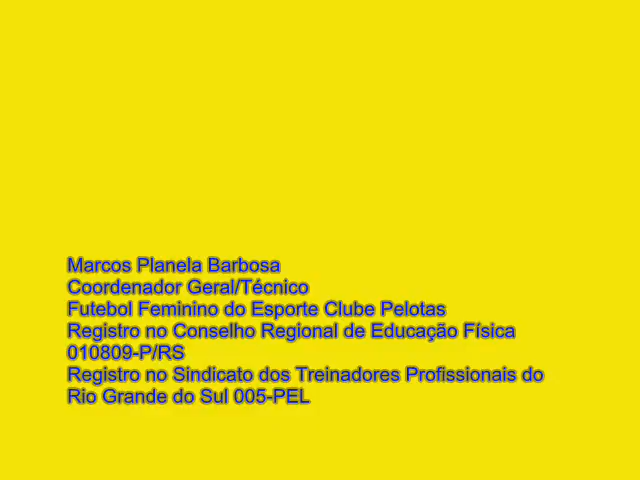 Marcos Planela Barbosa
Coordenador Geral/Técnico
Futebol Feminino do Esporte Clube Pelotas
Registro no Conselho Regional de Educação Física
010809-P/RS
Registro no Sindicato dos Treinadores Profissionais do
Rio Grande do Sul 005-PEL